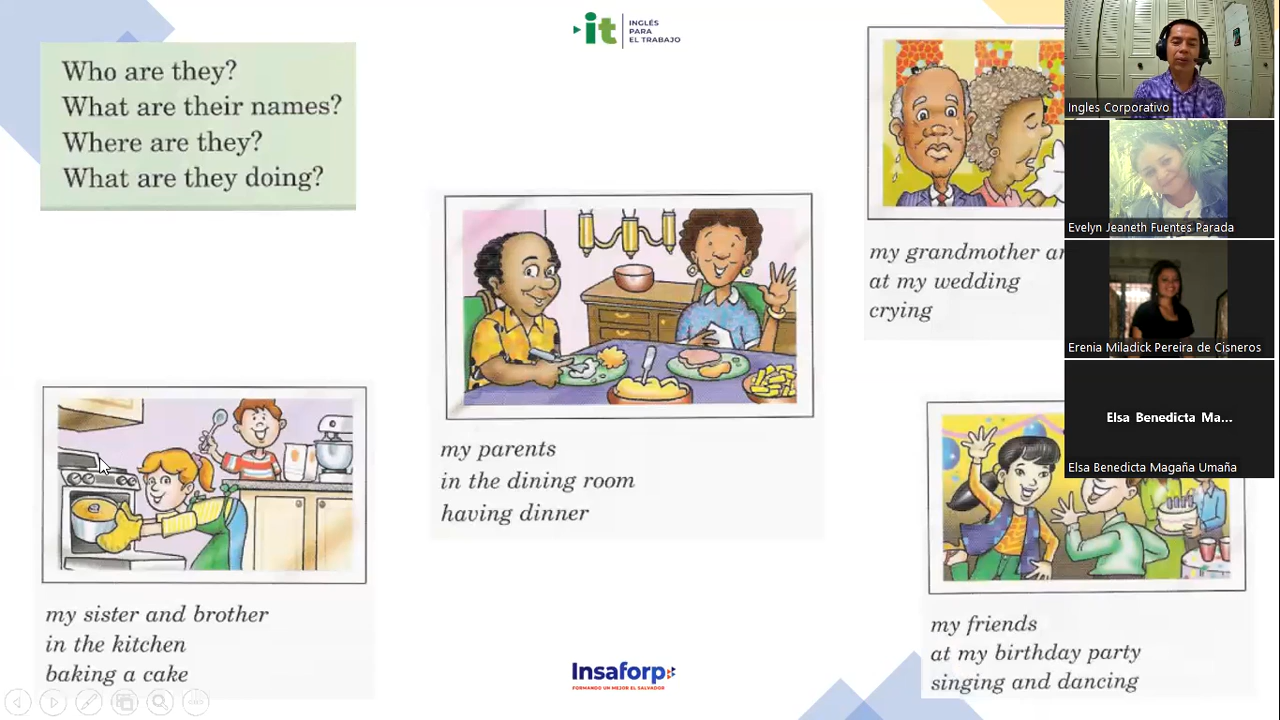 it
INGLÉS
PARA
EL TRABAJO
Who are they?
What are their names?
Where are they?
What are they doing?
my grandmother
at my wedding
crying
my parents
in the dining room
having dinner
my sister and brother
in the kitchen
baking a cake
my friends
at my birthday party
singing and dancing
Insaforp
FORMANDO UN MEJOR EL SALVADOR
Ingles Corporativo
Evelyn Jeaneth Fuentes Parada
Erenia Miladick Pereira de Cisneros
Elsa Benedicta Ma...
Elsa Benedicta Magaña Umaña